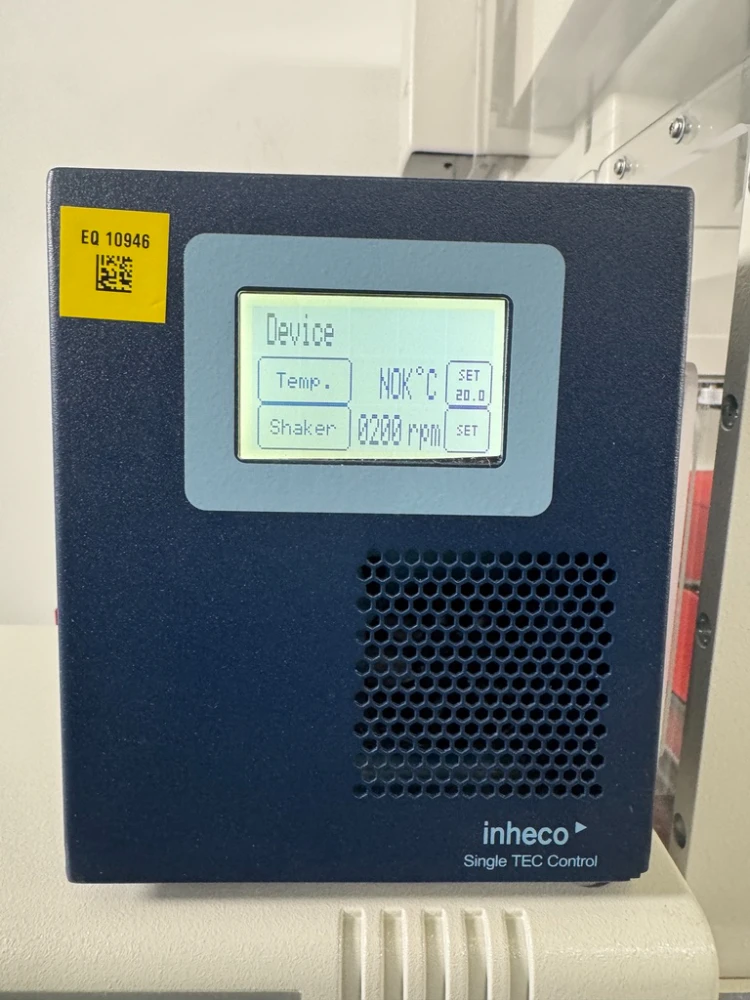 EQ 10946
Device
Temp. NOK°C SET 20.0
Shaker 0200 rpm SET
inheco
Single TEC Control